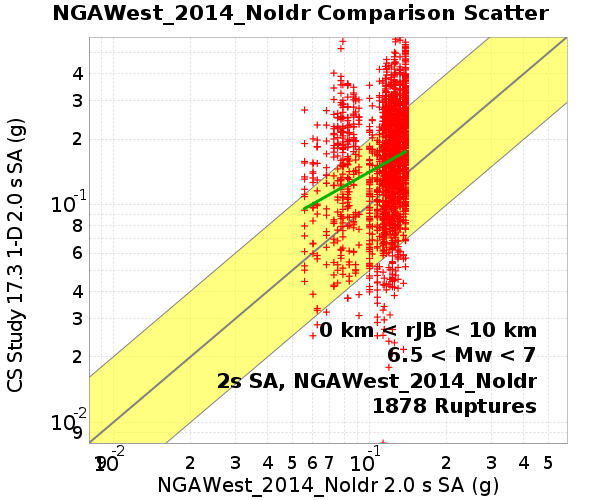 NGAWest_2014_NoIdr Comparison Scatter
CS Study 17.3 1-D 2.0 s SA (g)
4
3
2
10-1
8
6
4
3
2
10-2
9
0 km < rJB < 10 km
6.5 < Mw < 7
2s SA, NGAWest_2014_NoIdr
1878 Ruptures
9 10-2 2 3 4 5 6 7 10-1 2 3 4 5
NGAWest_2014_NoIdr 2.0 s SA (g)